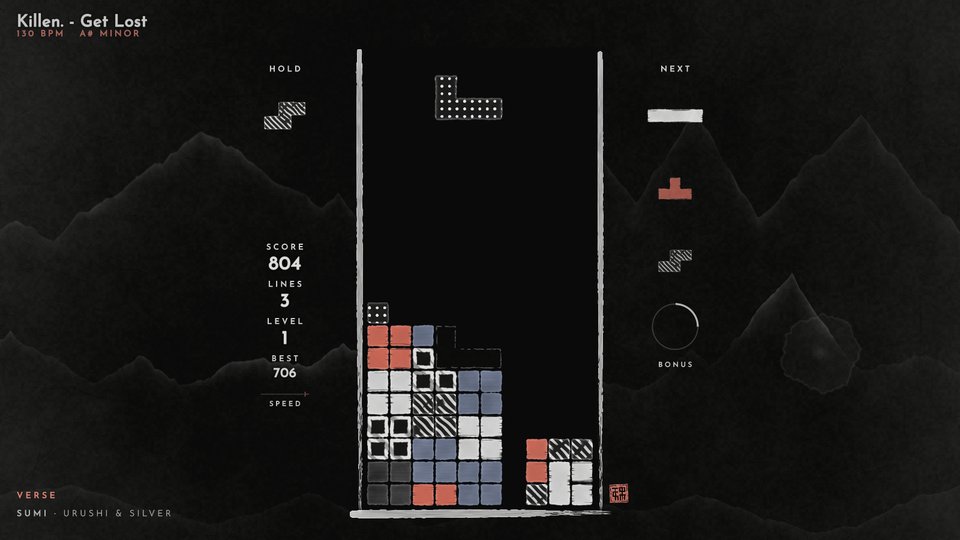 Killen. - Get Lost
130 BPM A# MINOR
HOLD
NEXT
SCORE
804
LINES
3
LEVEL
1
BEST
706
SPEED
BONUS
VERSE
SUMI · URUSHI & SILVER